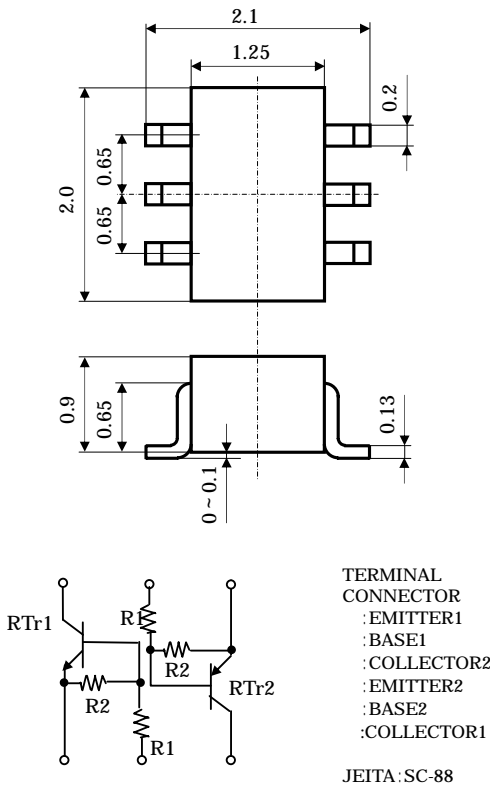 2.1
1.25
0.2
0.65
2.0
0.65
0.9
0.65
0.13
0~0.1
RTr1
R1
R2
R2
RTr2
R1
TERMINAL
CONNECTOR
:EMITTER1
:BASE1
:COLLECTOR2
:EMITTER2
:BASE2
:COLLECTOR1
JEITA:SC-88